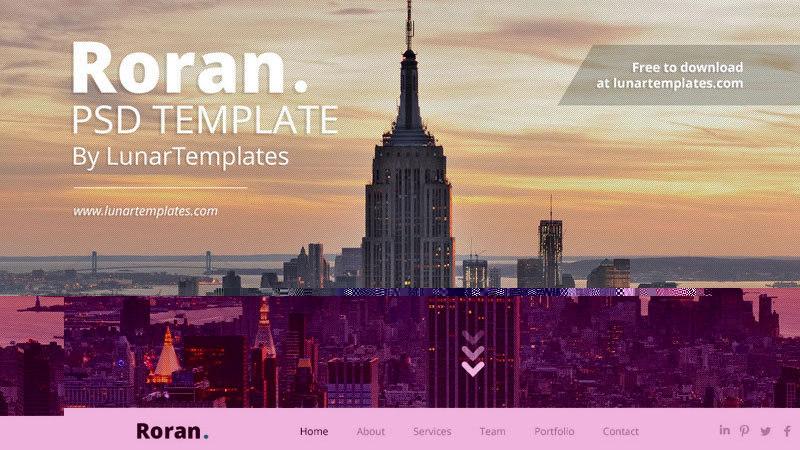 Roran.
PSD TEMPLATE
By LunarTemplates
www.lunartemplates.com
Free to download
at lunartemplates.com
Roran.
Home
About
Services
Team
Portfolio
Contact